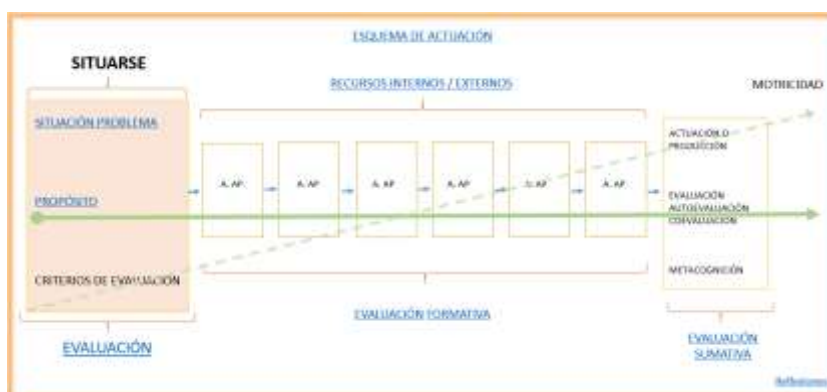 ESQUEMA DE ACTUACIÓN
SITUARSE
RECURSOS INTERNOS / EXTERNOS
MOTRICIDAD
SITUACIÓN PROBLEMA
ACTUACIÓN O
PRODUCCIÓN
A. AP.
A. AP
A. AP
A. AP
A. AP
A. AP
PROPÓSITO
EVALUACIÓN
AUTOEVALUACIÓN
COEVALUACIÓN
CRITERIOS DE EVALUACIÓN
METACOGNICIÓN
EVALUACIÓN
EVALUACIÓN FORMATIVA
EVALUACIÓN
SUMATIVA